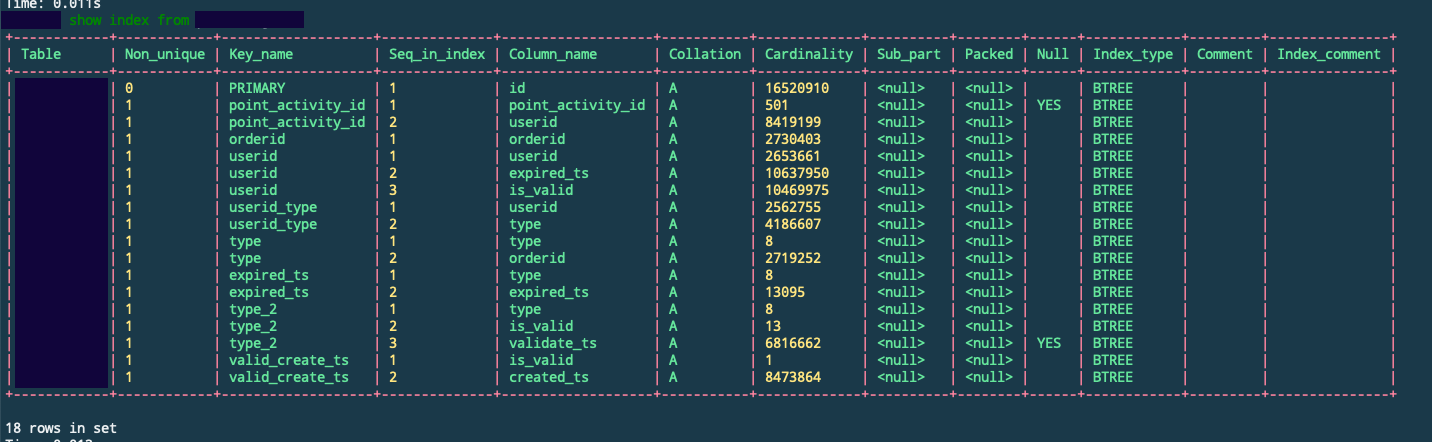 Time: 0.011s
show index from
+------------+------------+-------------------+--------------+-------------------+-----------+-------------+----------+--------+------+------------+---------+---------------+
| Table | Non_unique | Key_name | Seq_in_index | Column_name | Collation | Cardinality | Sub_part | Packed | Null | Index_type | Comment | Index_comment |
+------------+------------+-------------------+--------------+-------------------+-----------+-------------+----------+--------+------+------------+---------+---------------+
| | 0 | PRIMARY | 1 | id | A | 16520910 | <null> | <null> | | BTREE | | |
| | 1 | point_activity_id | 1 | point_activity_id | A | 501 | <null> | <null> | YES | BTREE | | |
| | 1 | point_activity_id | 2 | userid | A | 8419199 | <null> | <null> | | BTREE | | |
| | 1 | orderid | 1 | orderid | A | 2730403 | <null> | <null> | | BTREE | | |
| | 1 | userid | 1 | userid | A | 2653661 | <null> | <null> | | BTREE | | |
| | 1 | userid | 2 | expired_ts | A | 10637950 | <null> | <null> | | BTREE | | |
| | 1 | userid | 3 | is_valid | A | 10469975 | <null> | <null> | | BTREE | | |
| | 1 | userid_type | 1 | userid | A | 2562755 | <null> | <null> | | BTREE | | |
| | 1 | userid_type | 2 | type | A | 4186607 | <null> | <null> | | BTREE | | |
| | 1 | type | 1 | type | A | 8 | <null> | <null> | | BTREE | | |
| | 1 | type | 2 | orderid | A | 2719252 | <null> | <null> | | BTREE | | |
| | 1 | expired_ts | 1 | type | A | 8 | <null> | <null> | | BTREE | | |
| | 1 | expired_ts | 2 | expired_ts | A | 13095 | <null> | <null> | | BTREE | | |
| | 1 | type_2 | 1 | type | A | 8 | <null> | <null> | | BTREE | | |
| | 1 | type_2 | 2 | is_valid | A | 13 | <null> | <null> | | BTREE | | |
| | 1 | type_2 | 3 | validate_ts | A | 6816662 | <null> | <null> | YES | BTREE | | |
| | 1 | valid_create_ts | 1 | is_valid | A | 1 | <null> | <null> | | BTREE | | |
| | 1 | valid_create_ts | 2 | created_ts | A | 8473864 | <null> | <null> | | BTREE | | |
+------------+------------+-------------------+--------------+-------------------+-----------+-------------+----------+--------+------+------------+---------+---------------+
18 rows in set